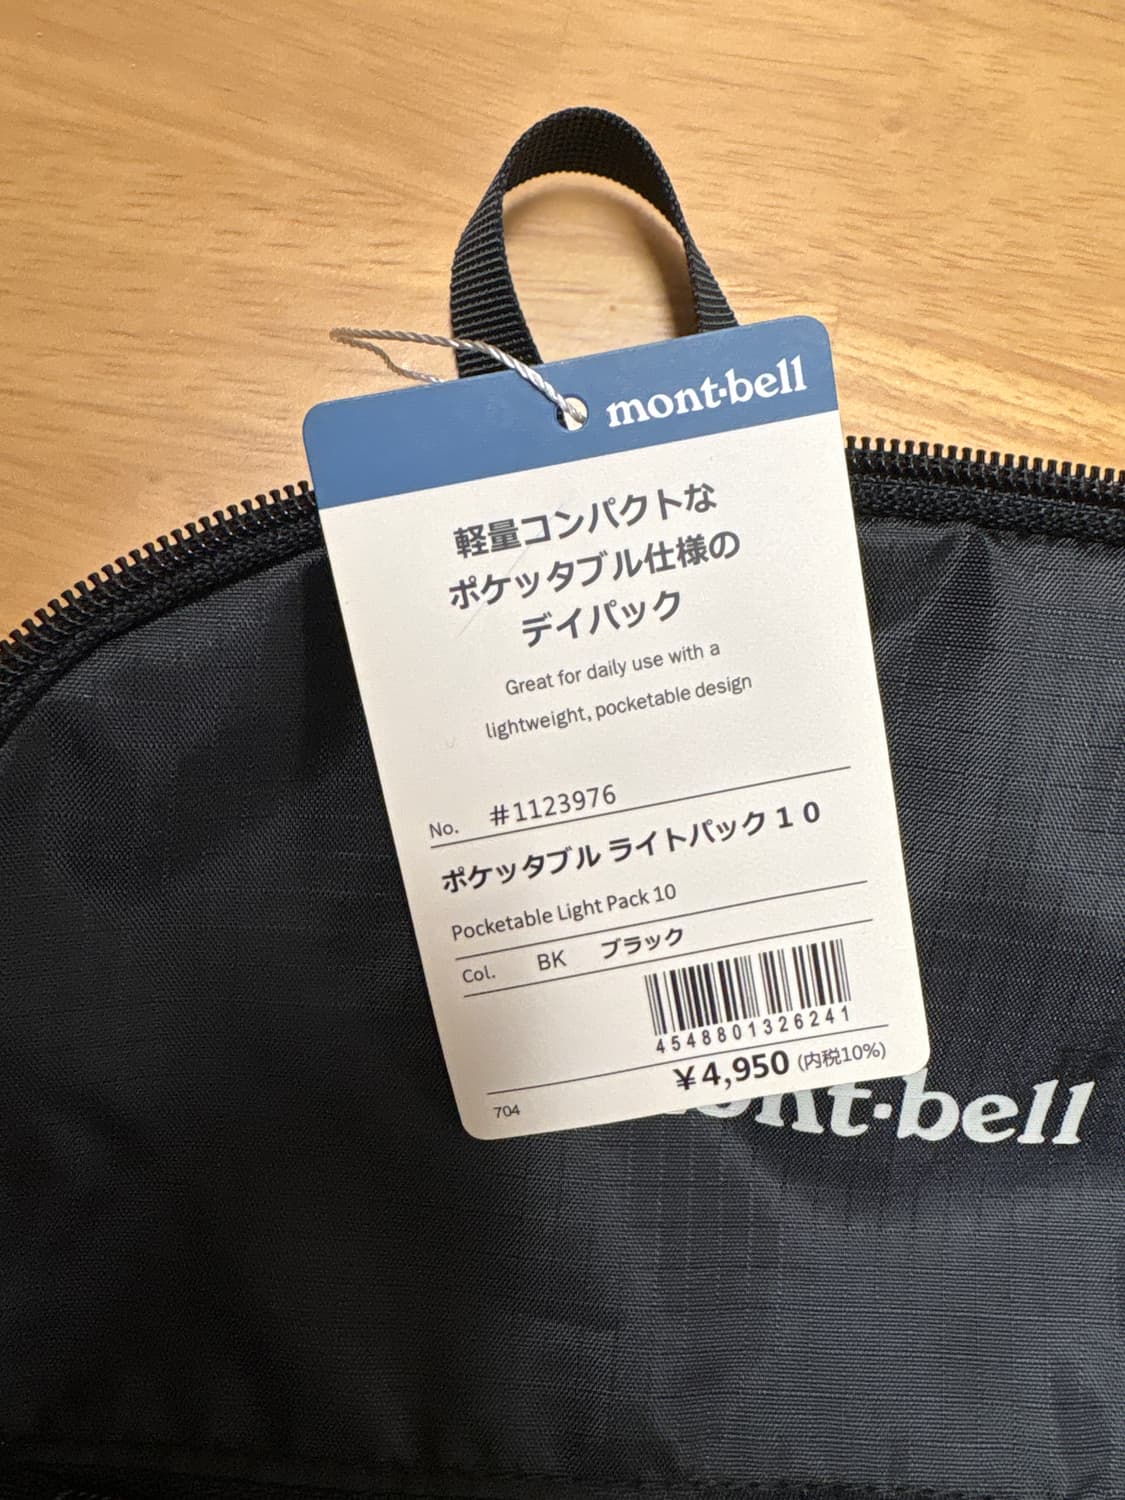 mont·bell
軽量コンパクトな
ポケッタブル仕様の
デイパック
Great for daily use with a
lightweight, pocketable design
No. #1123976
ポケッタブル ライトパック１０
Pocketable Light Pack 10
Col. BK ブラック
4548801326241
¥4,950 (内税10%)
704
mont·bell